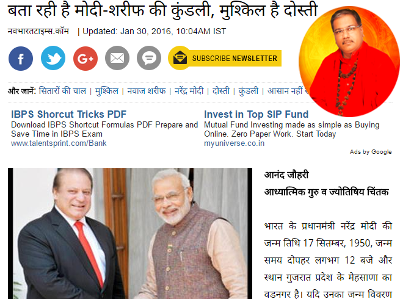 बता रही है मोदी-शरीफ की कुंडली, मुश्किल है दोस्ती
नवभारतटाइम्स.कॉम | Updated: Jan 30, 2016, 10:04AM IST
SUBSCRIBE NEWSLETTER
और जानें: सितारों की चाल | मुश्किल | नवाज शरीफ | नरेंद्र मोदी | दोस्ती | कुंडली | आसान नहीं
IBPS Shorcut Tricks PDF
Download IBPS Shortcut Formulas PDF Prepare and
Save Time in IBPS Exam
www.talentsprint.com/Bank
Invest in Top SIP Fund
Mutual Fund Investing made as simple as Buying
Online. Zero Paper Work. Start Today
myuniverse.co.in
Ads by Google
आनंद जौहरी
आध्यात्मिक गुरु व ज्योतिषिय चिंतक
भारत के प्रधानमंत्री नरेंद्र मोदी की
जन्म तिथि 17 सितम्बर, 1950, जन्म
समय दोपहर लगभग 12 बजे और
स्थान गुजरात प्रदेश के मेहसाणा का
वडनगर है। यदि उनका जन्म विवरण